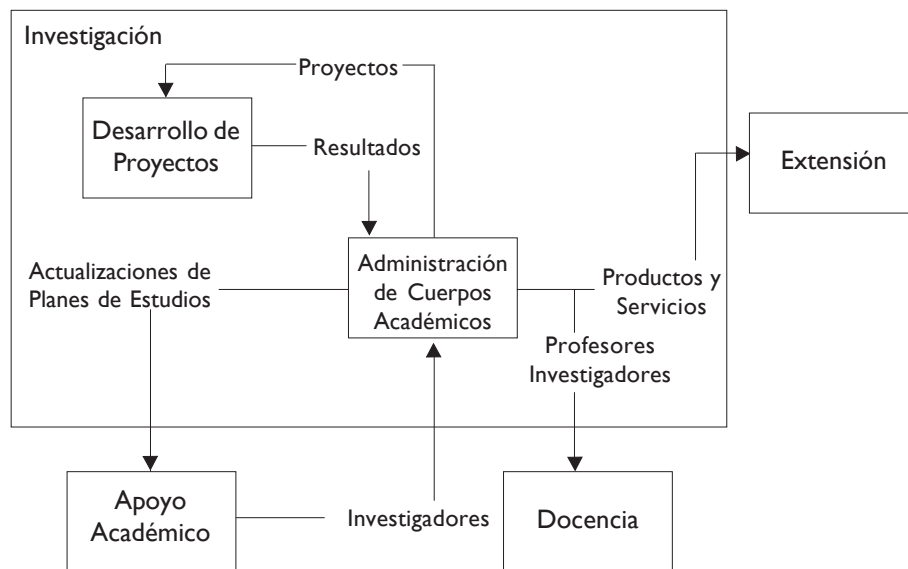 Investigación
Proyectos
Desarrollo de
Proyectos
Resultados
Extensión
Actualizaciones de
Planes de Estudios
Administración
de Cuerpos
Académicos
Productos y
Servicios
Profesores
Investigadores
Apoyo
Académico
Investigadores
Docencia